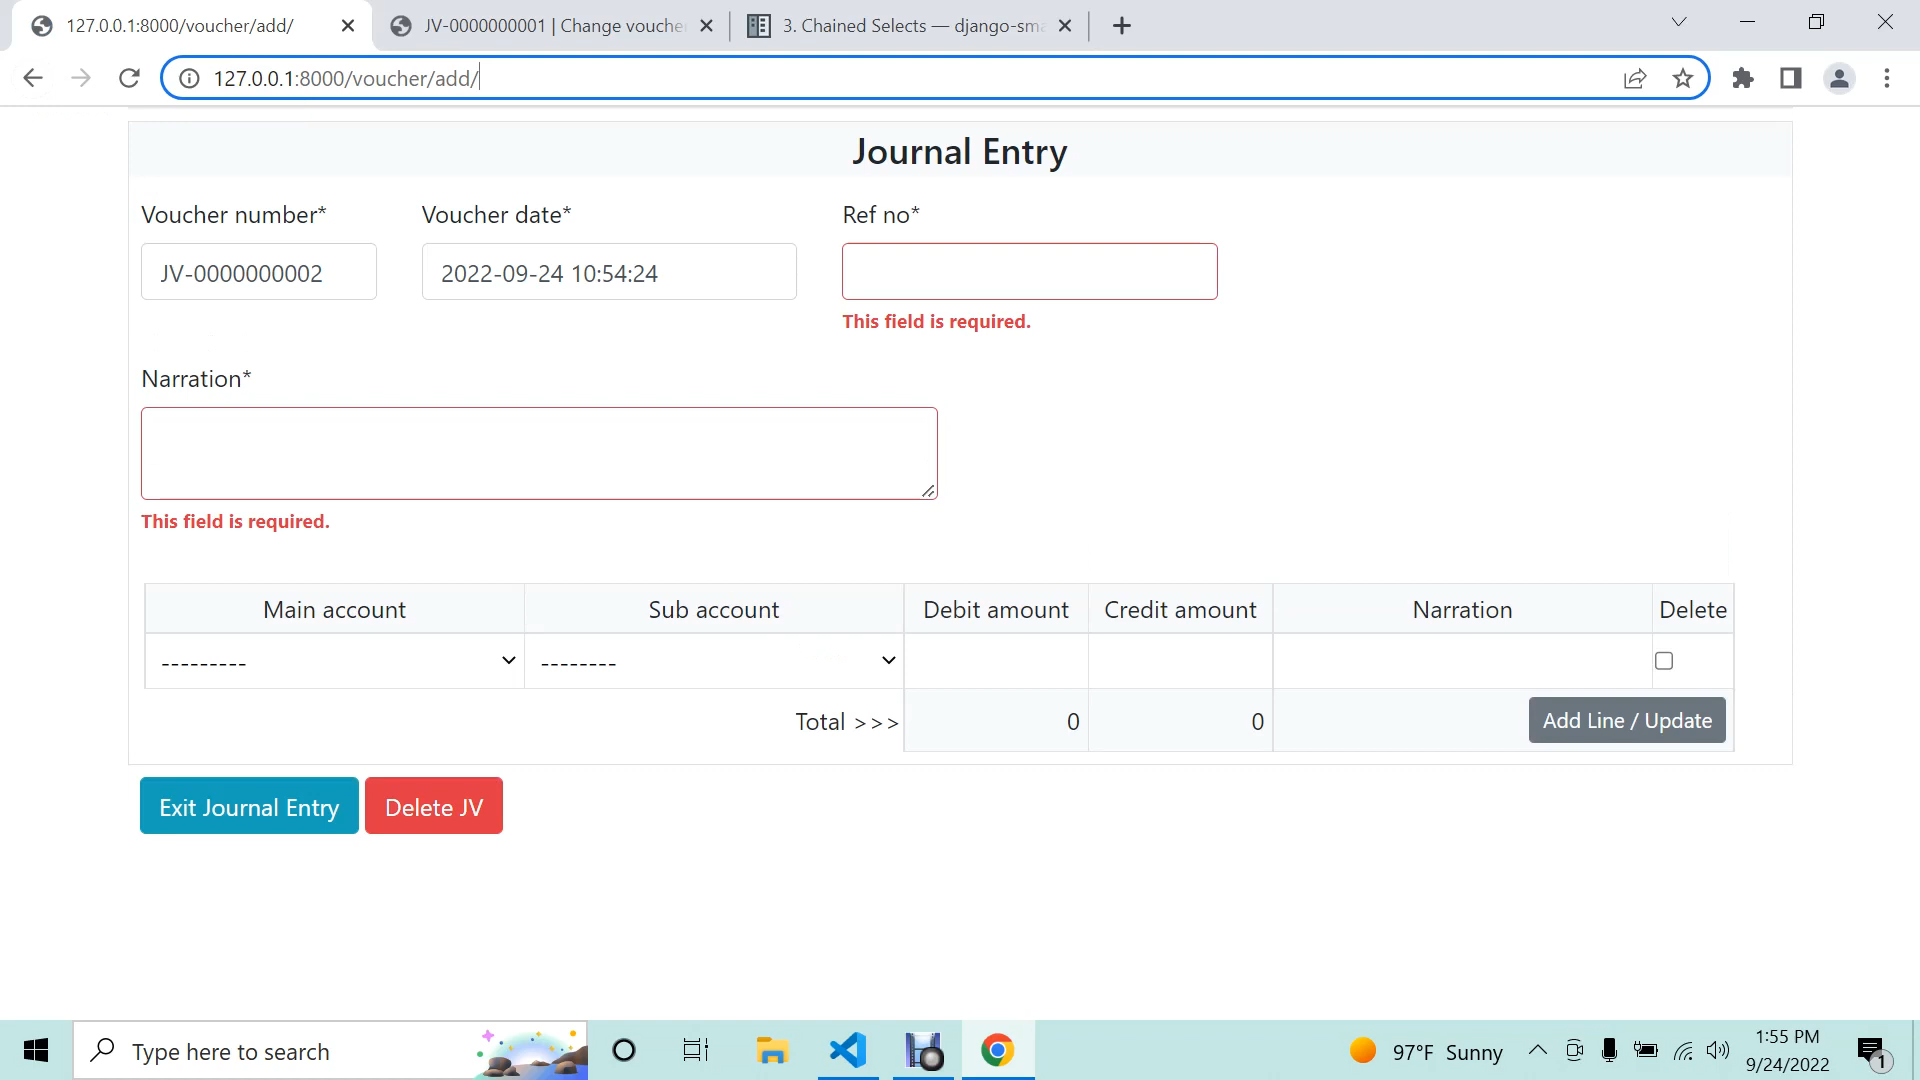 127.0.0.1:8000/voucher/add/
JV-0000000001 | Change vouche
3. Chained Selects — django-sma
127.0.0.1:8000/voucher/add/
Journal Entry
Voucher number*
Voucher date*
Ref no*
JV-0000000002
2022-09-24 10:54:24
This field is required.
Narration*
This field is required.
Main account
Sub account
Debit amount
Credit amount
Narration
Delete
---------
--------
Total >>>
0
0
Add Line / Update
Exit Journal Entry
Delete JV
Type here to search
97°F Sunny
1:55 PM
9/24/2022
1